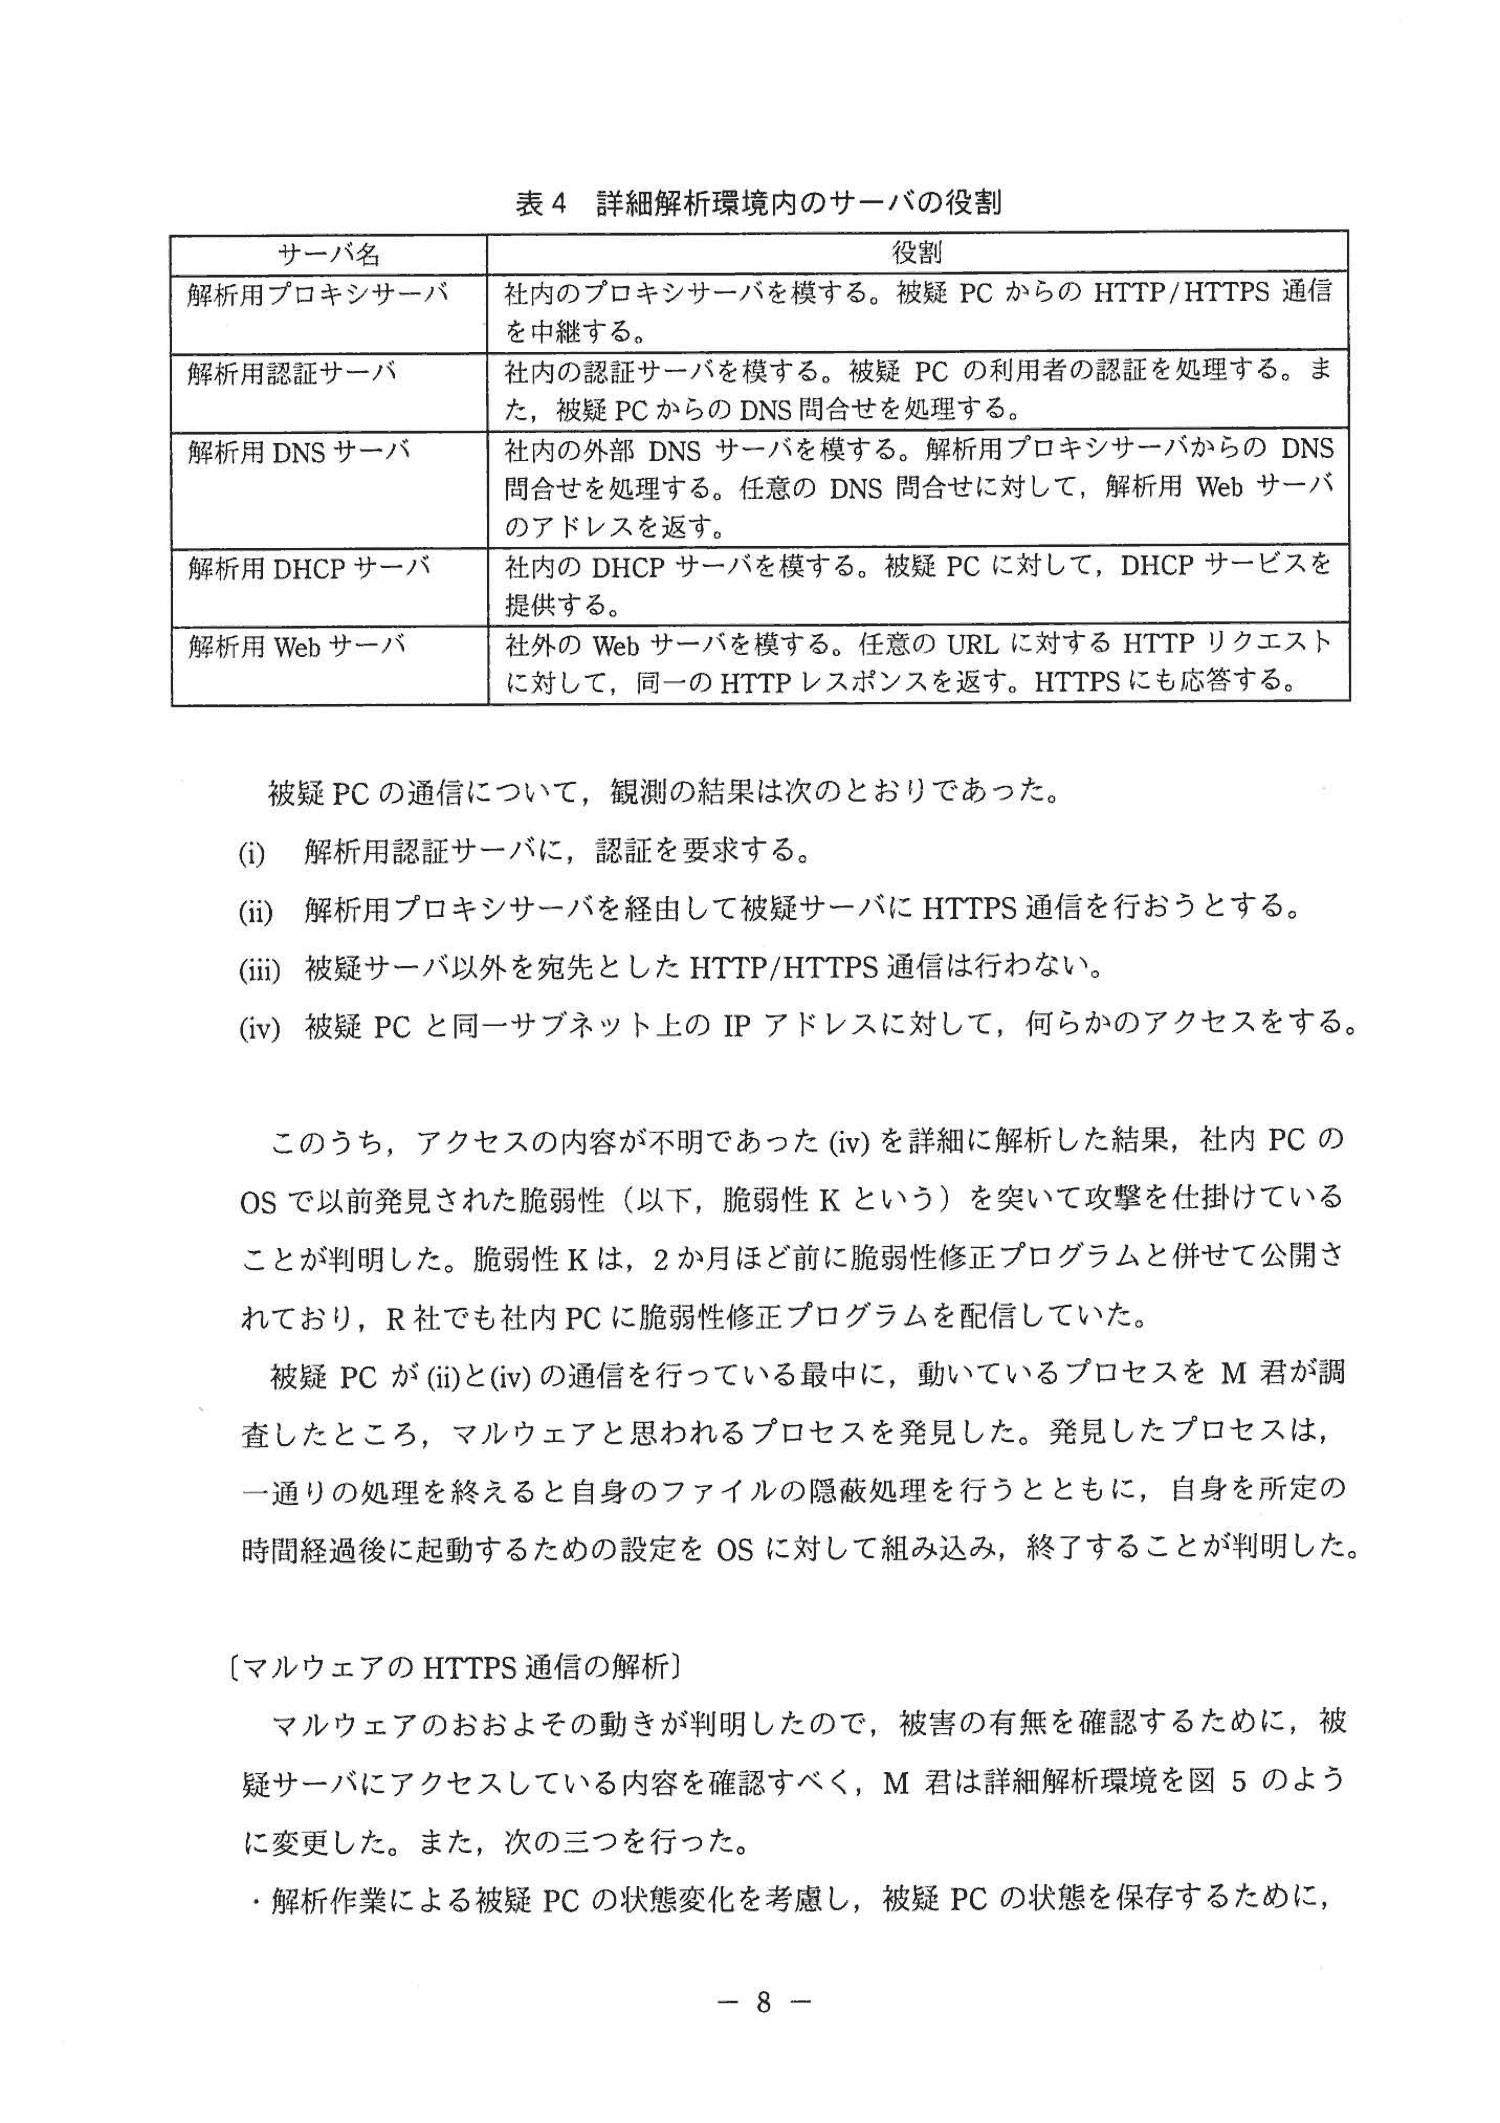 表4 詳細解析環境内のサーバの役割
サーバ名 役割
解析用プロキシサーバ 社内のプロキシサーバを模する。被疑 PC からの HTTP/HTTPS 通信
を中継する。
解析用認証サーバ 社内の認証サーバを模する。被疑 PC の利用者の認証を処理する。ま
た，被疑 PC からの DNS 問合せを処理する。
解析用 DNS サーバ 社内の外部 DNS サーバを模する。解析用プロキシサーバからの DNS
問合せを処理する。任意の DNS 問合せに対して，解析用 Web サーバ
のアドレスを返す。
解析用 DHCP サーバ 社内の DHCP サーバを模する。被疑 PC に対して，DHCP サービスを
提供する。
解析用 Web サーバ 社外の Web サーバを模する。任意の URL に対する HTTP リクエスト
に対して，同一の HTTP レスポンスを返す。HTTPS にも応答する。
被疑 PC の通信について，観測の結果は次のとおりであった。
(i) 解析用認証サーバに，認証を要求する。
(ii) 解析用プロキシサーバを経由して被疑サーバに HTTPS 通信を行おうとする。
(iii) 被疑サーバ以外を宛先とした HTTP/HTTPS 通信は行わない。
(iv) 被疑 PC と同一サブネット上の IP アドレスに対して，何らかのアクセスをする。
このうち，アクセスの内容が不明であった (iv) を詳細に解析した結果，社内 PC の
OS で以前発見された脆弱性（以下，脆弱性 K という）を突いて攻撃を仕掛けている
ことが判明した。脆弱性 K は，2 か月ほど前に脆弱性修正プログラムと併せて公開さ
れており，R 社でも社内 PC に脆弱性修正プログラムを配信していた。
被疑 PC が (ii)と(iv) の通信を行っている最中に，動いているプロセスを M 君が調
査したところ，マルウェアと思われるプロセスを発見した。発見したプロセスは，
一通りの処理を終えると自身のファイルの隠蔽処理を行うとともに，自身を所定の
時間経過後に起動するための設定を OS に対して組み込み，終了することが判明した。
〔マルウェアの HTTPS 通信の解析〕
マルウェアのおおよその動きが判明したので，被害の有無を確認するために，被
疑サーバにアクセスしている内容を確認すべく，M 君は詳細解析環境を図 5 のよう
に変更した。また，次の三つを行った。
・解析作業による被疑 PC の状態変化を考慮し，被疑 PC の状態を保存するために，
－ 8 －